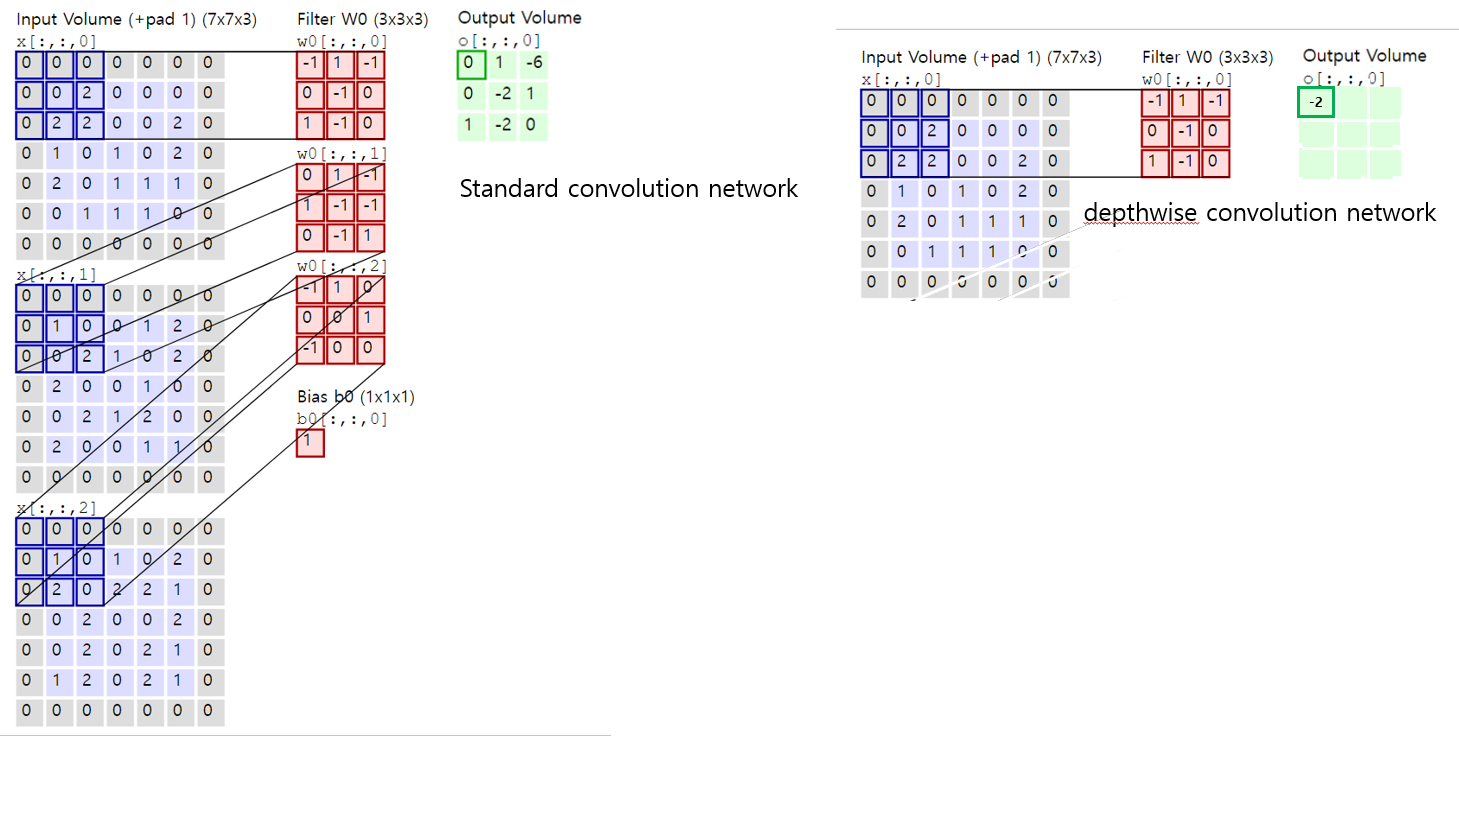 Input Volume (+pad 1) (7x7x3)
x[:,:,0]
0 0 0 0 0 0 0
0 0 2 0 0 0 0
0 2 2 0 0 2 0
0 1 0 1 0 2 0
0 2 0 1 1 1 0
0 0 1 1 1 0 0
0 0 0 0 0 0 0
x[:,:,1]
0 0 0 0 0 0 0
0 1 0 0 1 2 0
0 0 2 1 0 2 0
0 2 0 0 1 0 0
0 0 2 1 2 0 0
0 2 0 0 1 1 0
0 0 0 0 0 0 0
x[:,:,2]
0 0 0 0 0 0 0
0 1 0 1 0 2 0
0 2 0 2 2 1 0
0 0 2 0 0 2 0
0 0 2 0 2 1 0
0 1 2 0 2 1 0
0 0 0 0 0 0 0
Filter W0 (3x3x3)
w0[:,:,0]
-1 1 -1
0 -1 0
1 -1 0
w0[:,:,1]
0 1 -1
1 -1 -1
0 -1 1
w0[:,:,2]
-1 1 0
0 0 1
-1 0 0
Bias b0 (1x1x1)
b0[:,:,0]
1
Output Volume
o[:,:,0]
0 1 -6
0 -2 1
1 -2 0
Standard convolution network
Input Volume (+pad 1) (7x7x3)
x[:,:,0]
0 0 0 0 0 0 0
0 0 2 0 0 0 0
0 2 2 0 0 2 0
0 1 0 1 0 2 0
0 2 0 1 1 1 0
0 0 1 1 1 0 0
0 0 0 0 0 0 0
Filter W0 (3x3x3)
w0[:,:,0]
-1 1 -1
0 -1 0
1 -1 0
Output Volume
o[:,:,0]
-2
depthwise convolution network